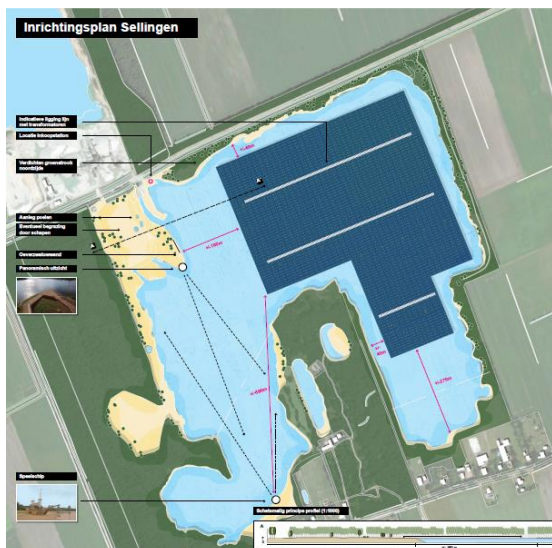 Inrichtingsplan Sellingen
Indicatieve ligging lijn
met transformatoren
Locatie inkoopstation
Verdichten groenstrook
noordzijde
Aanleg poelen
Eventueel begrazing
door schapen
Oeverzwaluwwand
Panoramisch uitzicht
Speelschip
Schetsmatig principe profiel (1:1000)